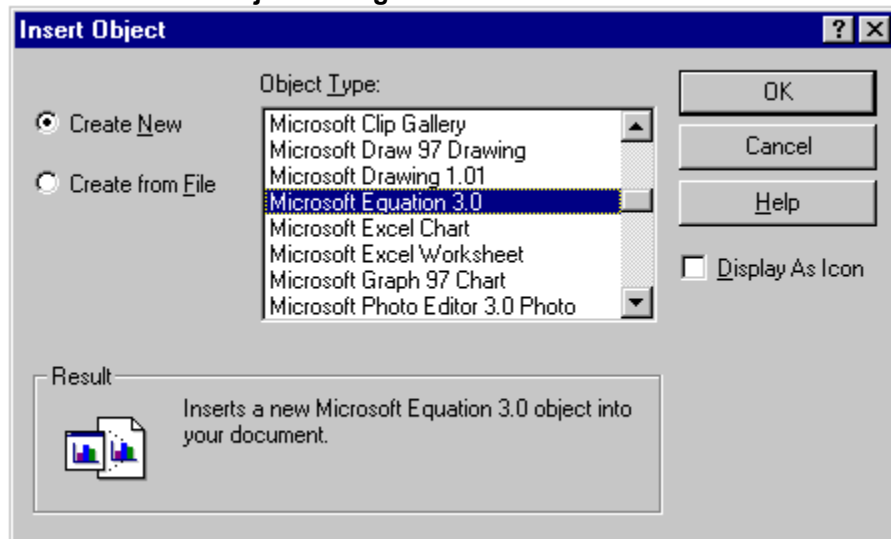 Insert Object
Object Type:
Create New
Create from File
Microsoft Clip Gallery
Microsoft Draw 97 Drawing
Microsoft Drawing 1.01
Microsoft Equation 3.0
Microsoft Excel Chart
Microsoft Excel Worksheet
Microsoft Graph 97 Chart
Microsoft Photo Editor 3.0 Photo
OK
Cancel
Help
Display As Icon
Result
Inserts a new Microsoft Equation 3.0 object into
your document.